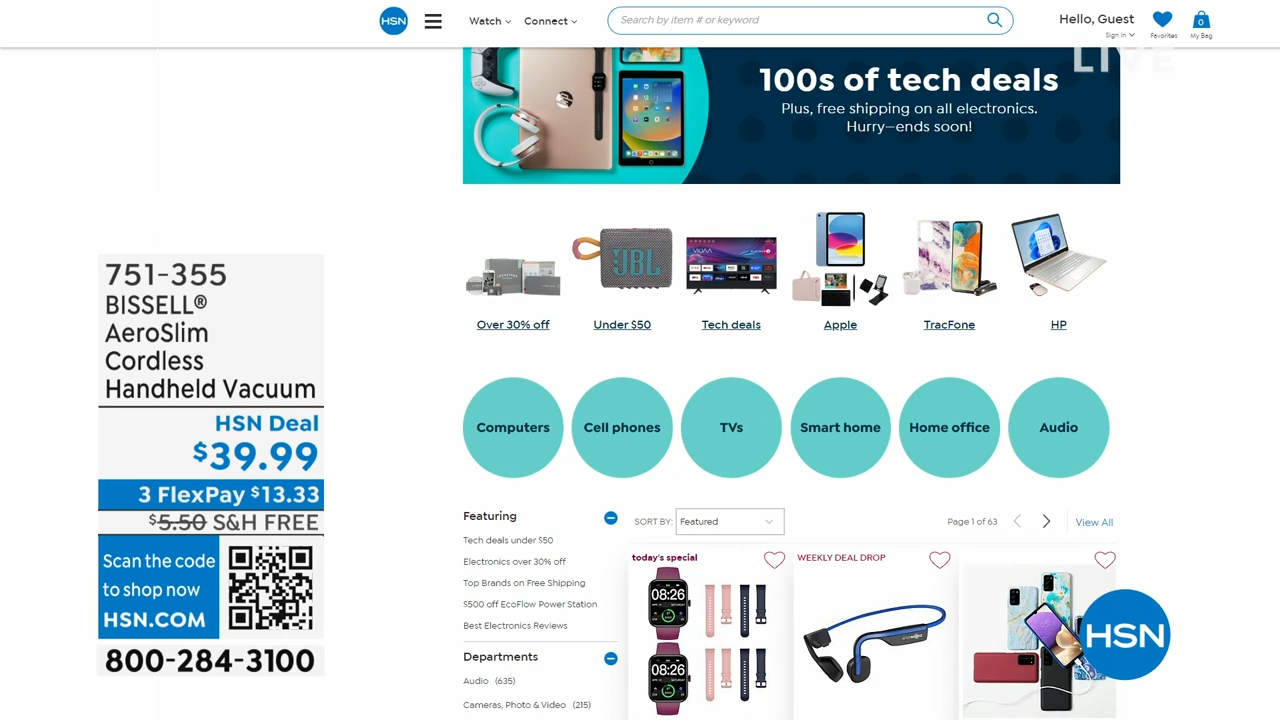 HSN
Watch
Connect
Search by item # or keyword
Hello, Guest
Sign In
Favorites
0
My Bag
LIVE
100s of tech deals
Plus, free shipping on all electronics.
Hurry—ends soon!
JBL
VIDAA
Over 30% off
Under $50
Tech deals
Apple
TracFone
HP
Computers
Cell phones
TVs
Smart home
Home office
Audio
751-355
BISSELL®
AeroSlim
Cordless
Handheld Vacuum
HSN Deal
$39.99
3 FlexPay $13.33
$5.50 S&H FREE
Scan the code
to shop now
HSN.COM
800-284-3100
Featuring
Tech deals under $50
Electronics over 30% off
Top Brands on Free Shipping
$500 off EcoFlow Power Station
Best Electronics Reviews
Departments
Audio (635)
Cameras, Photo & Video (215)
SORT BY: Featured
Page 1 of 63
View All
today's special
WEEKLY DEAL DROP
08:26
08:26
HSN